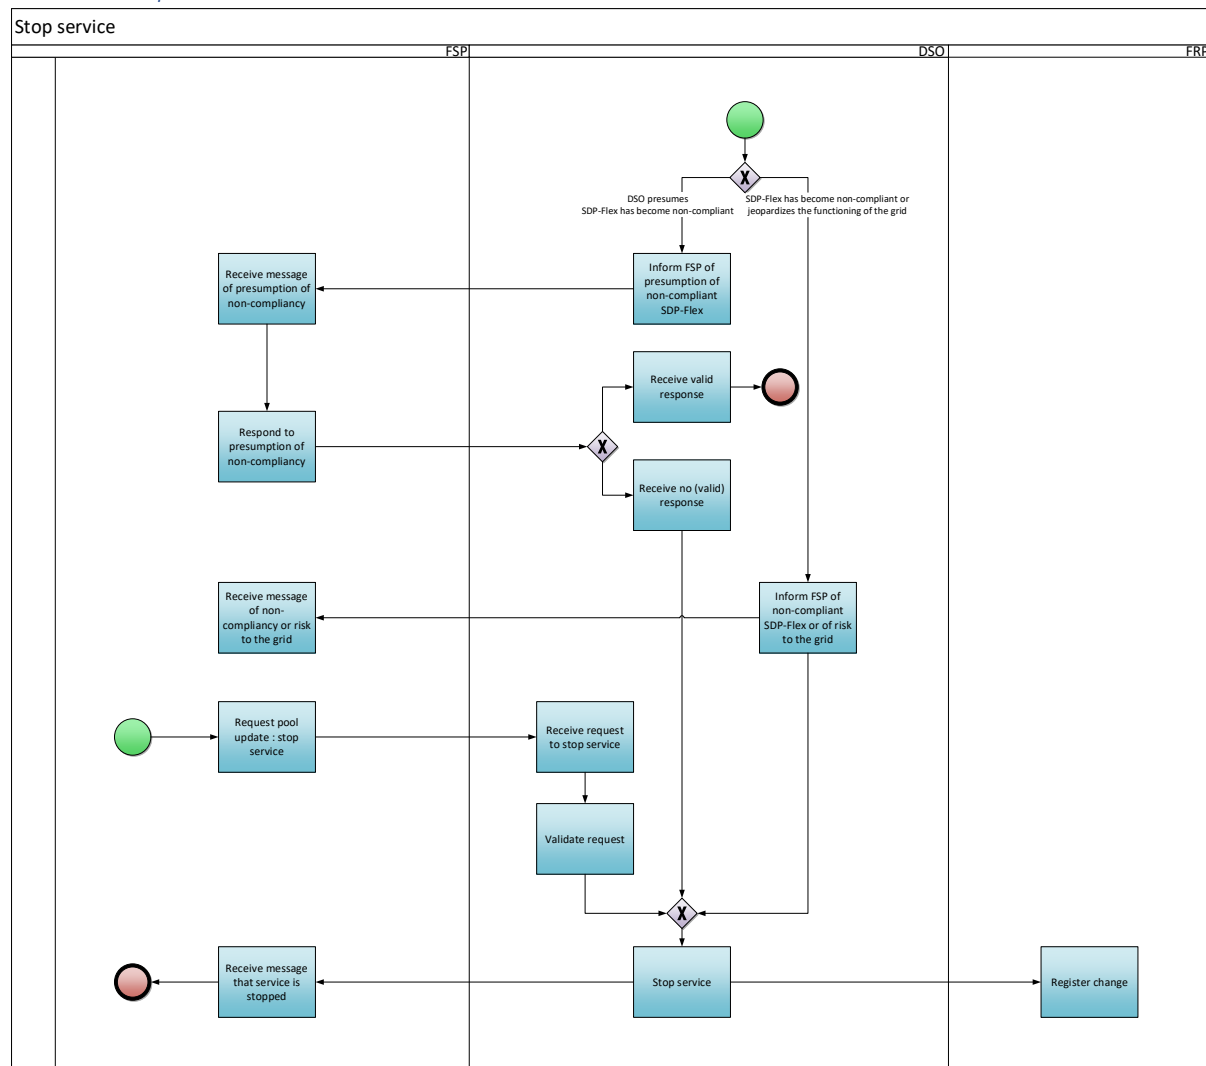 Stop service
FSP
DSO
FRP
X
DSO presumes
SDP-Flex has become non-compliant
SDP-Flex has become non-compliant or
jeopardizes the functioning of the grid
Receive message
of presumption of
non-compliancy
Inform FSP of
presumption of
non-compliant
SDP-Flex
Receive valid
response
Respond to
presumption of
non-compliancy
X
Receive no (valid)
response
Receive message
of non-
compliancy or risk
to the grid
Inform FSP of
non-compliant
SDP-Flex or of risk
to the grid
Request pool
update : stop
service
Receive request
to stop service
Validate request
X
Receive message
that service is
stopped
Stop service
Register change